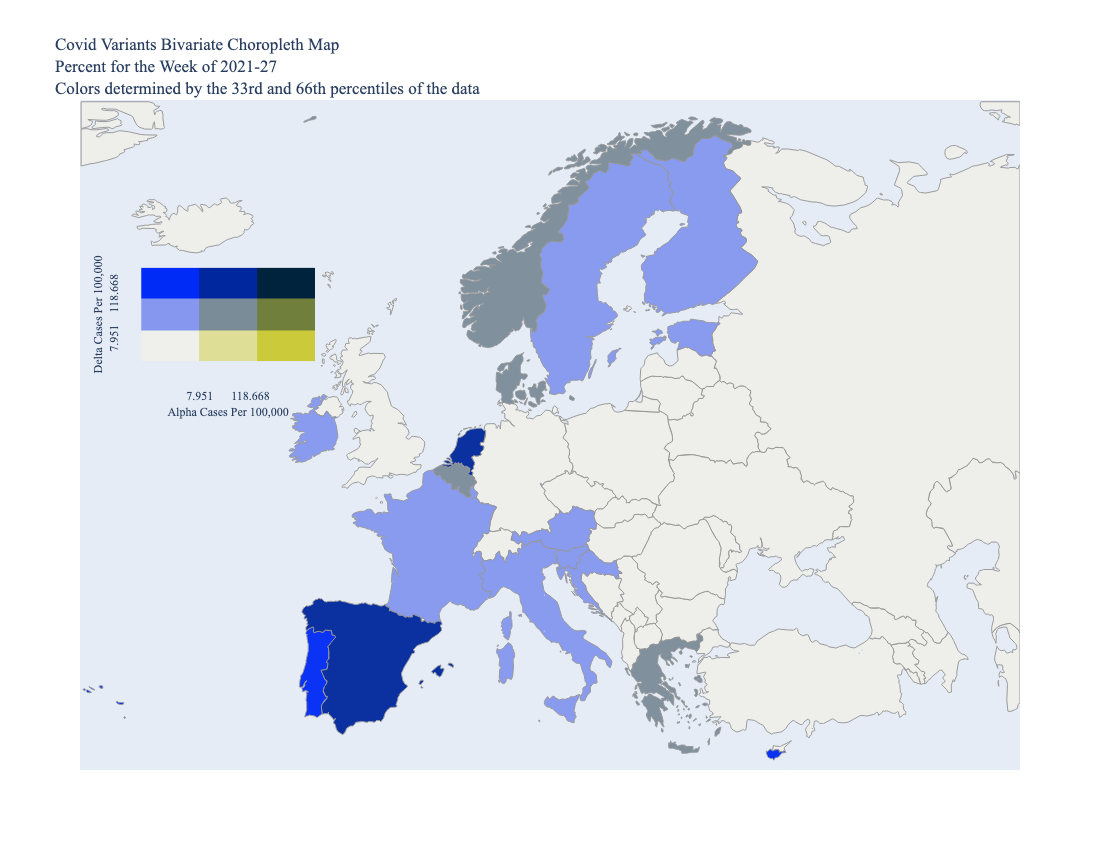 Covid Variants Bivariate Choropleth Map
Percent for the Week of 2021-27
Colors determined by the 33rd and 66th percentiles of the data
Delta Cases Per 100,000
7.951 118.668
7.951 118.668
Alpha Cases Per 100,000